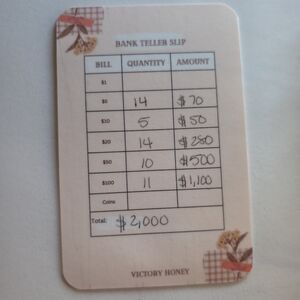 BANK TELLER SLIP
BILL QUANTITY AMOUNT
$1
$5 14 $70
$10 5 $50
$20 14 $280
$50 10 $500
$100 11 $1,100
Coins
Total: $2,000
VICTORY HONEY